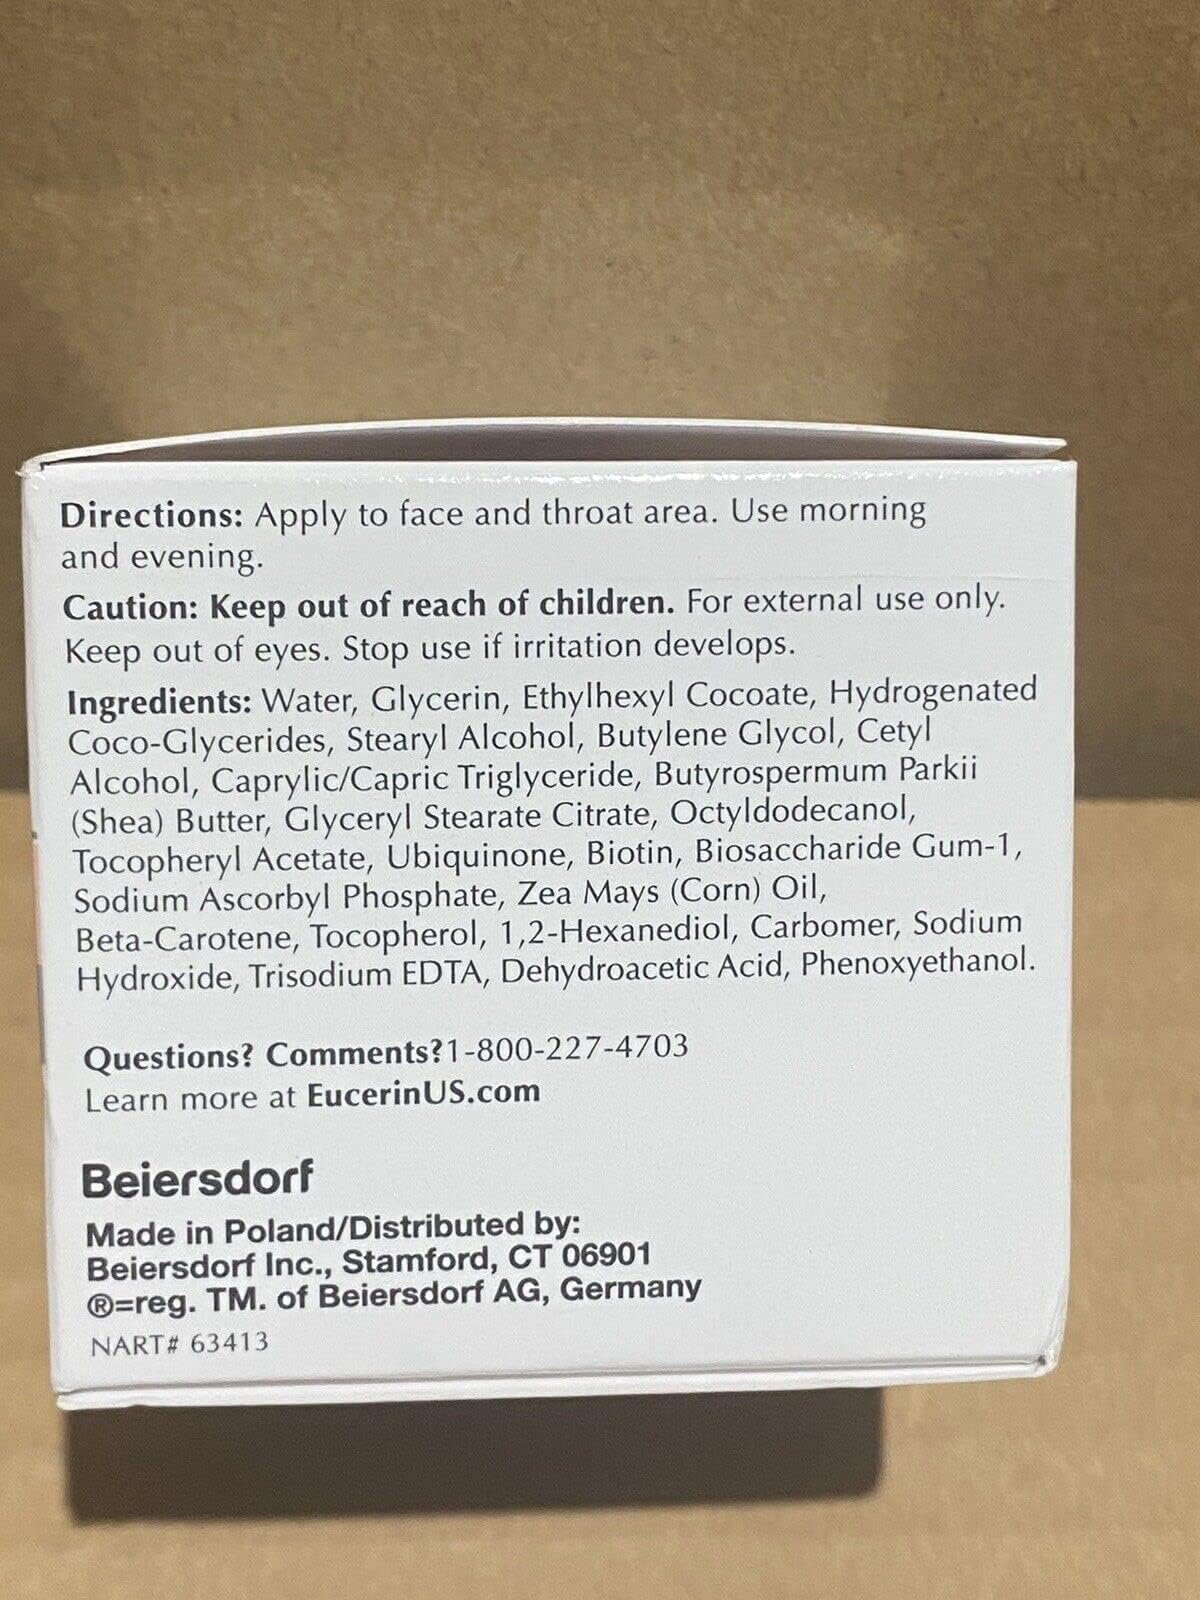 Directions: Apply to face and throat area. Use morning
and evening.
Caution: Keep out of reach of children. For external use only.
Keep out of eyes. Stop use if irritation develops.
Ingredients: Water, Glycerin, Ethylhexyl Cocoate, Hydrogenated
Coco-Glycerides, Stearyl Alcohol, Butylene Glycol, Cetyl
Alcohol, Caprylic/Capric Triglyceride, Butyrospermum Parkii
(Shea) Butter, Glyceryl Stearate Citrate, Octyldodecanol,
Tocopheryl Acetate, Ubiquinone, Biotin, Biosaccharide Gum-1,
Sodium Ascorbyl Phosphate, Zea Mays (Corn) Oil,
Beta-Carotene, Tocopherol, 1,2-Hexanediol, Carbomer, Sodium
Hydroxide, Trisodium EDTA, Dehydroacetic Acid, Phenoxyethanol.
Questions? Comments?1-800-227-4703
Learn more at EucerinUS.com
Beiersdorf
Made in Poland/Distributed by:
Beiersdorf Inc., Stamford, CT 06901
®=reg. TM. of Beiersdorf AG, Germany
NART# 63413